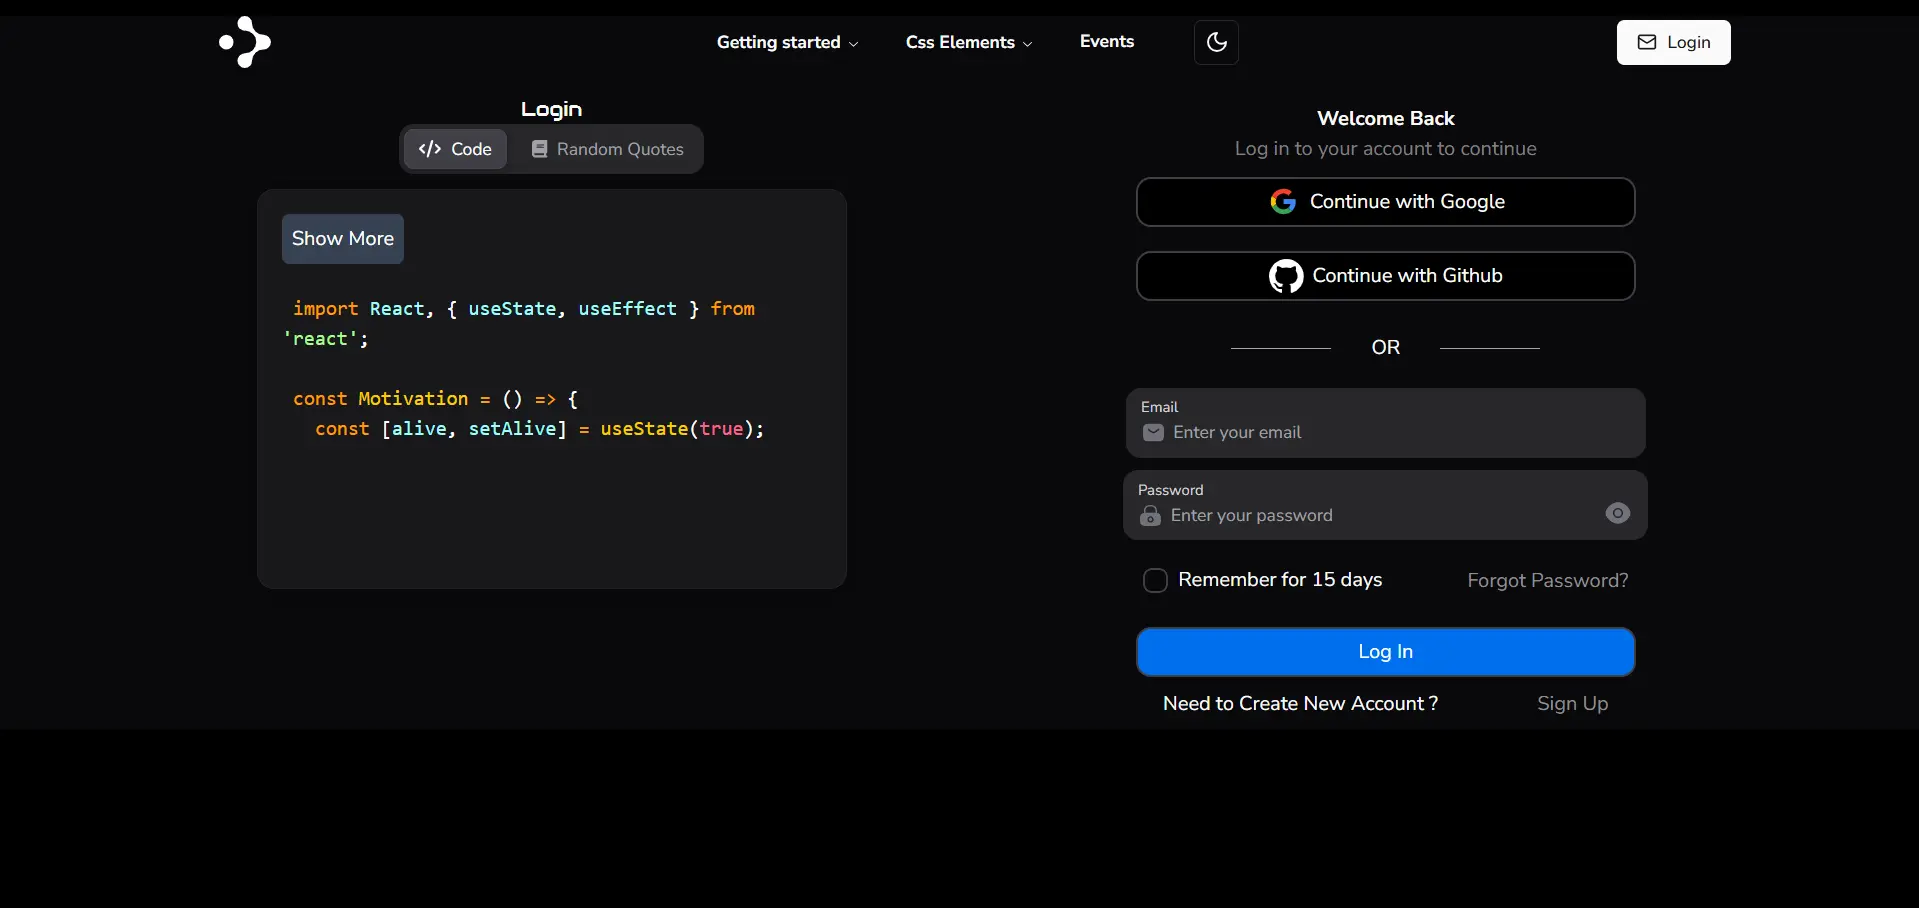 Getting started
Css Elements
Events
Login
Login
Code
Random Quotes
Show More
import React, { useState, useEffect } from
'react';
const Motivation = () => {
const [alive, setAlive] = useState(true);
Welcome Back
Log in to your account to continue
Continue with Google
Continue with Github
OR
Email
Enter your email
Password
Enter your password
Remember for 15 days
Forgot Password?
Log In
Need to Create New Account ?
Sign Up